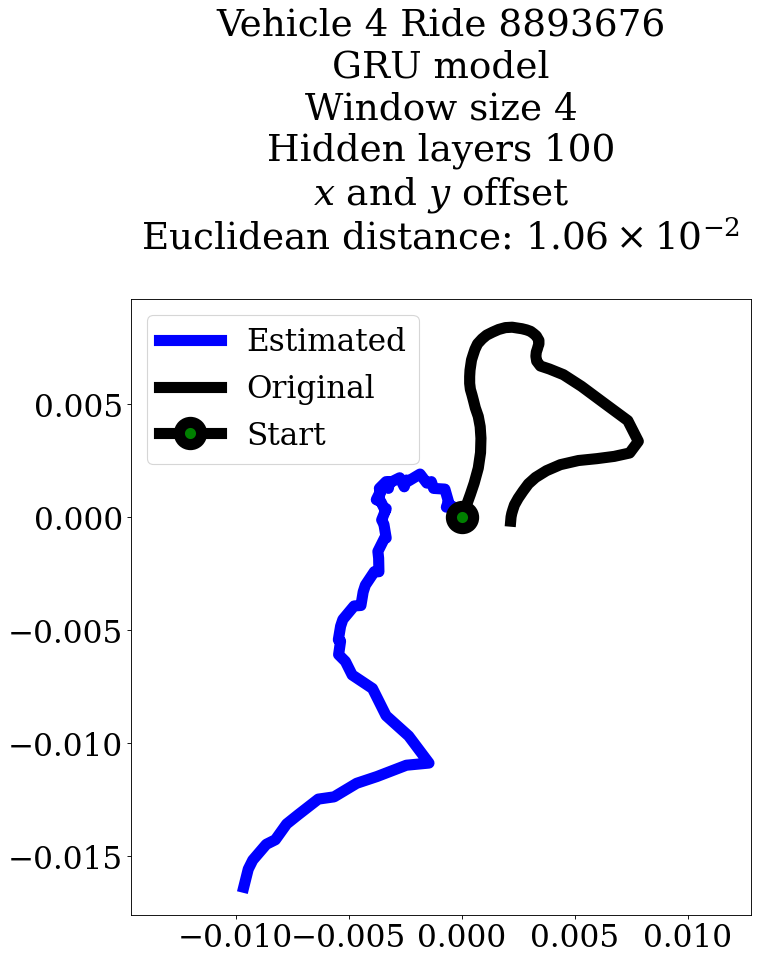 Vehicle 4 Ride 8893676
GRU model
Window size 4
Hidden layers 100
x and y offset
Euclidean distance: 1.06 × 10⁻²
Estimated
Original
Start
0.005
0.000
−0.005
−0.010
−0.015
−0.010 −0.005 0.000 0.005 0.010